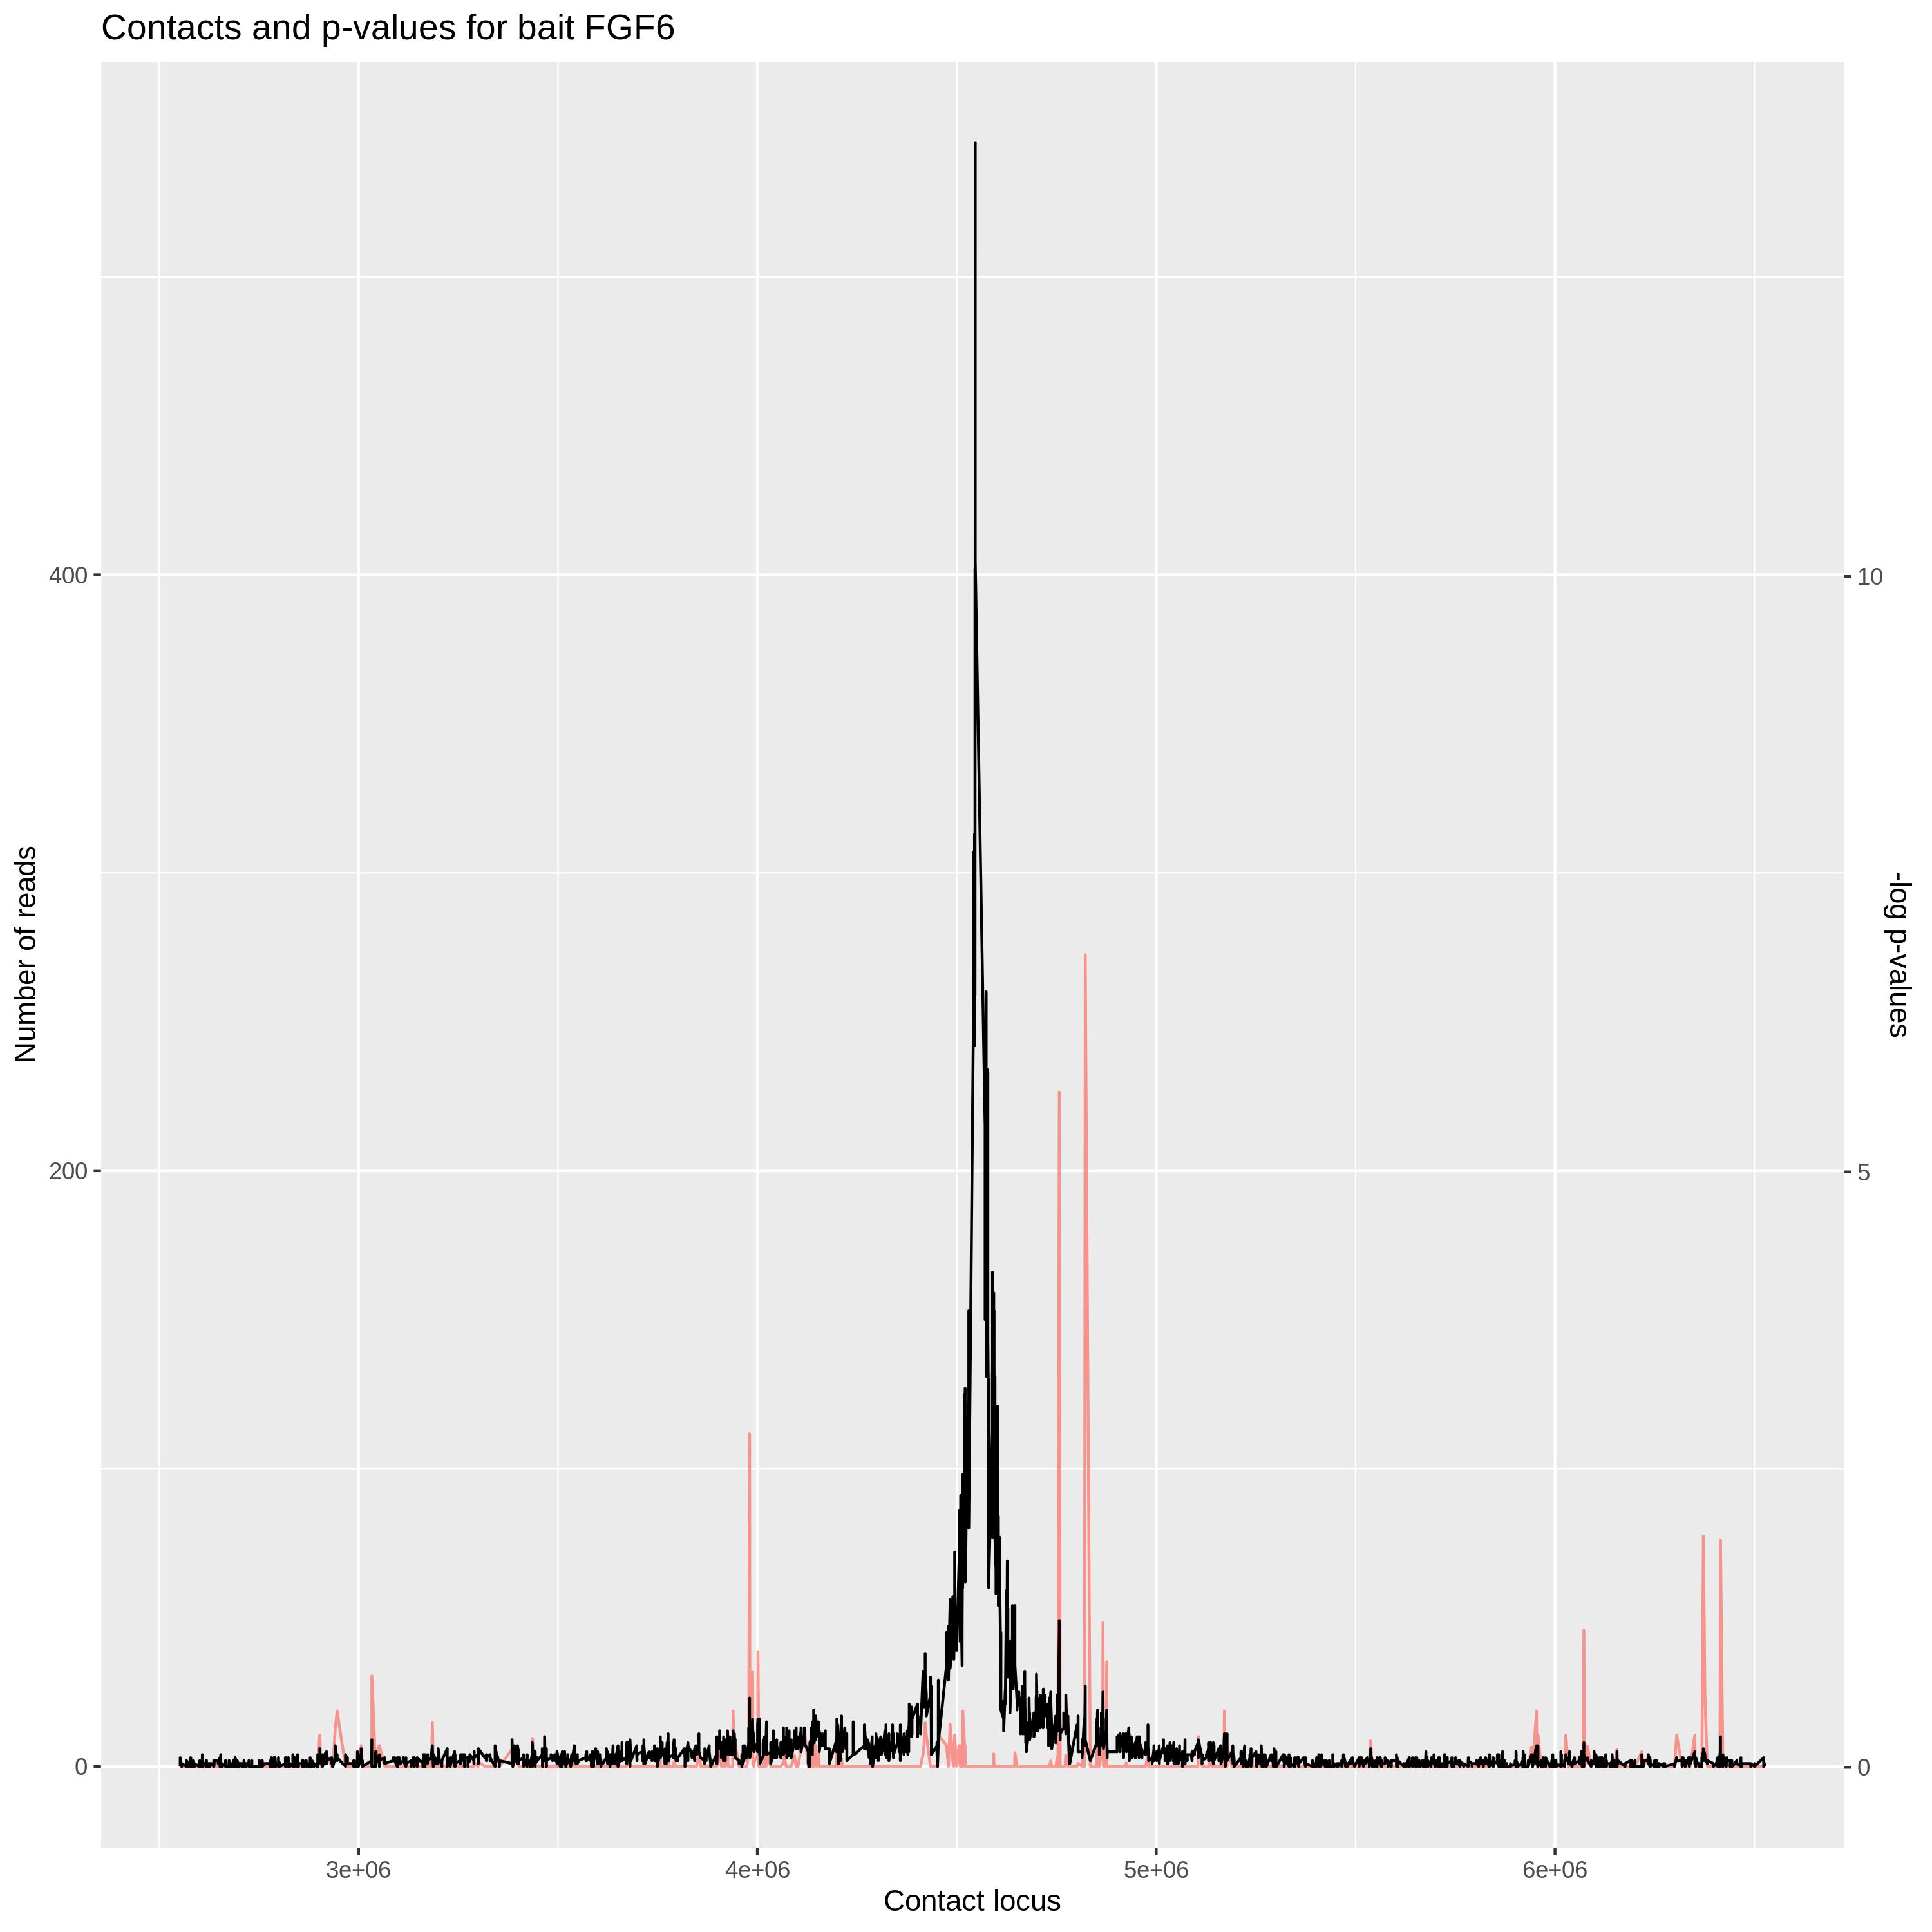 Contacts and p-values for bait FGF6
Number of reads
400
200
0
10
5
0
-log p-values
3e+06
4e+06
5e+06
6e+06
Contact locus